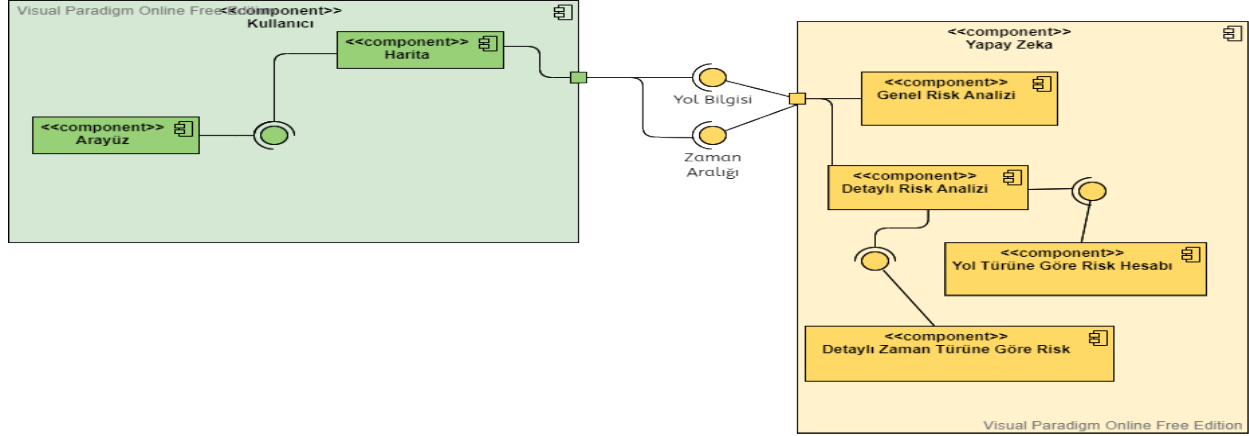 Visual Paradigm Online Free Edition
<<component>>
Kullanıcı
<<component>>
Harita
<<component>>
Arayüz
Yol Bilgisi
Zaman
Aralığı
<<component>>
Yapay Zeka
<<component>>
Genel Risk Analizi
<<component>>
Detaylı Risk Analizi
<<component>>
Yol Türüne Göre Risk Hesabı
<<component>>
Detaylı Zaman Türüne Göre Risk
Visual Paradigm Online Free Edition